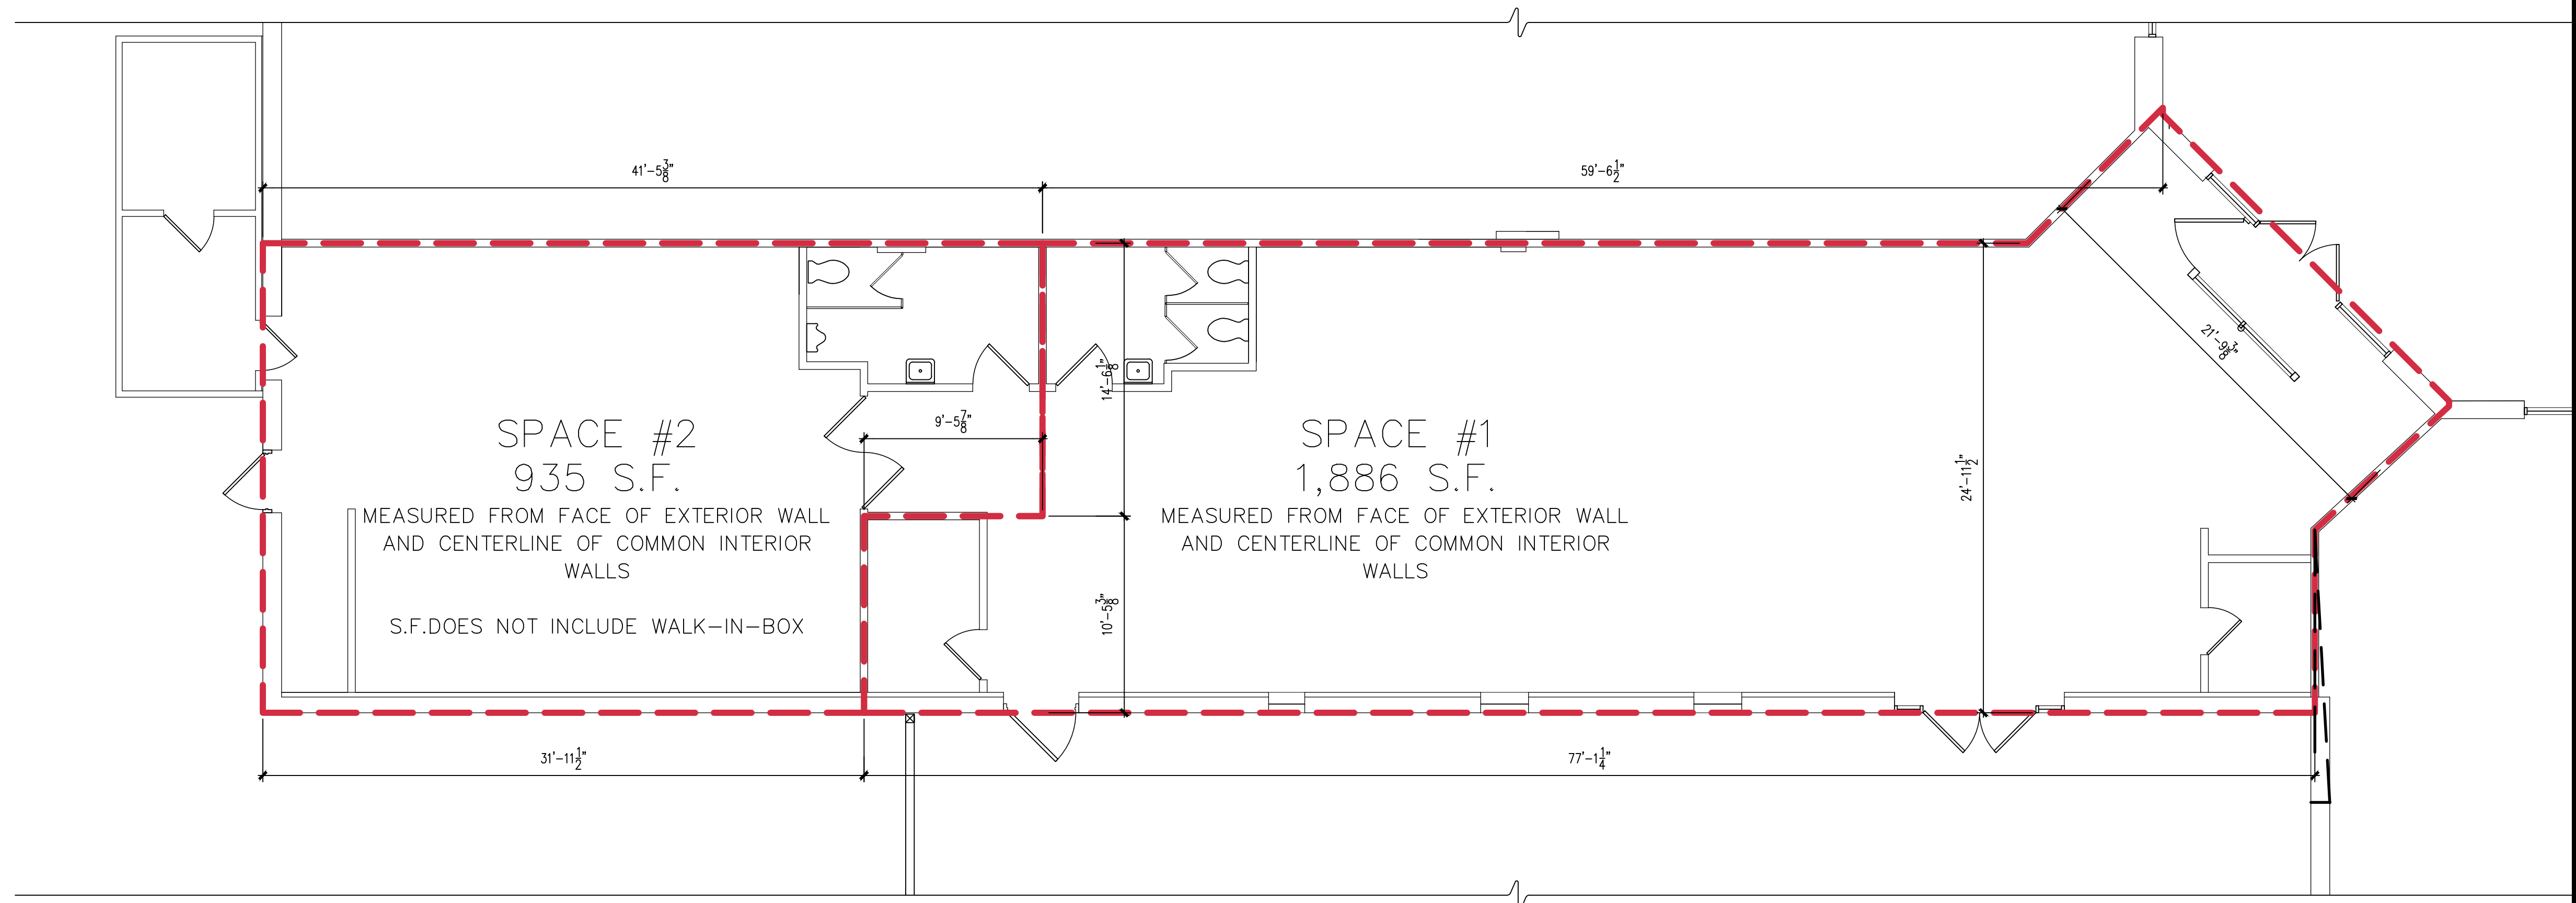 41'-5 3/8"
59'-6 1/2"
21'-9 3/8"
14'-6 1/8"
9'-5 7/8"
24'-11 1/2"
10'-5 3/8"
SPACE #2
935 S.F.
MEASURED FROM FACE OF EXTERIOR WALL
AND CENTERLINE OF COMMON INTERIOR
WALLS
S.F.DOES NOT INCLUDE WALK-IN-BOX
SPACE #1
1,886 S.F.
MEASURED FROM FACE OF EXTERIOR WALL
AND CENTERLINE OF COMMON INTERIOR
WALLS
31'-11 1/2"
77'-1 1/4"